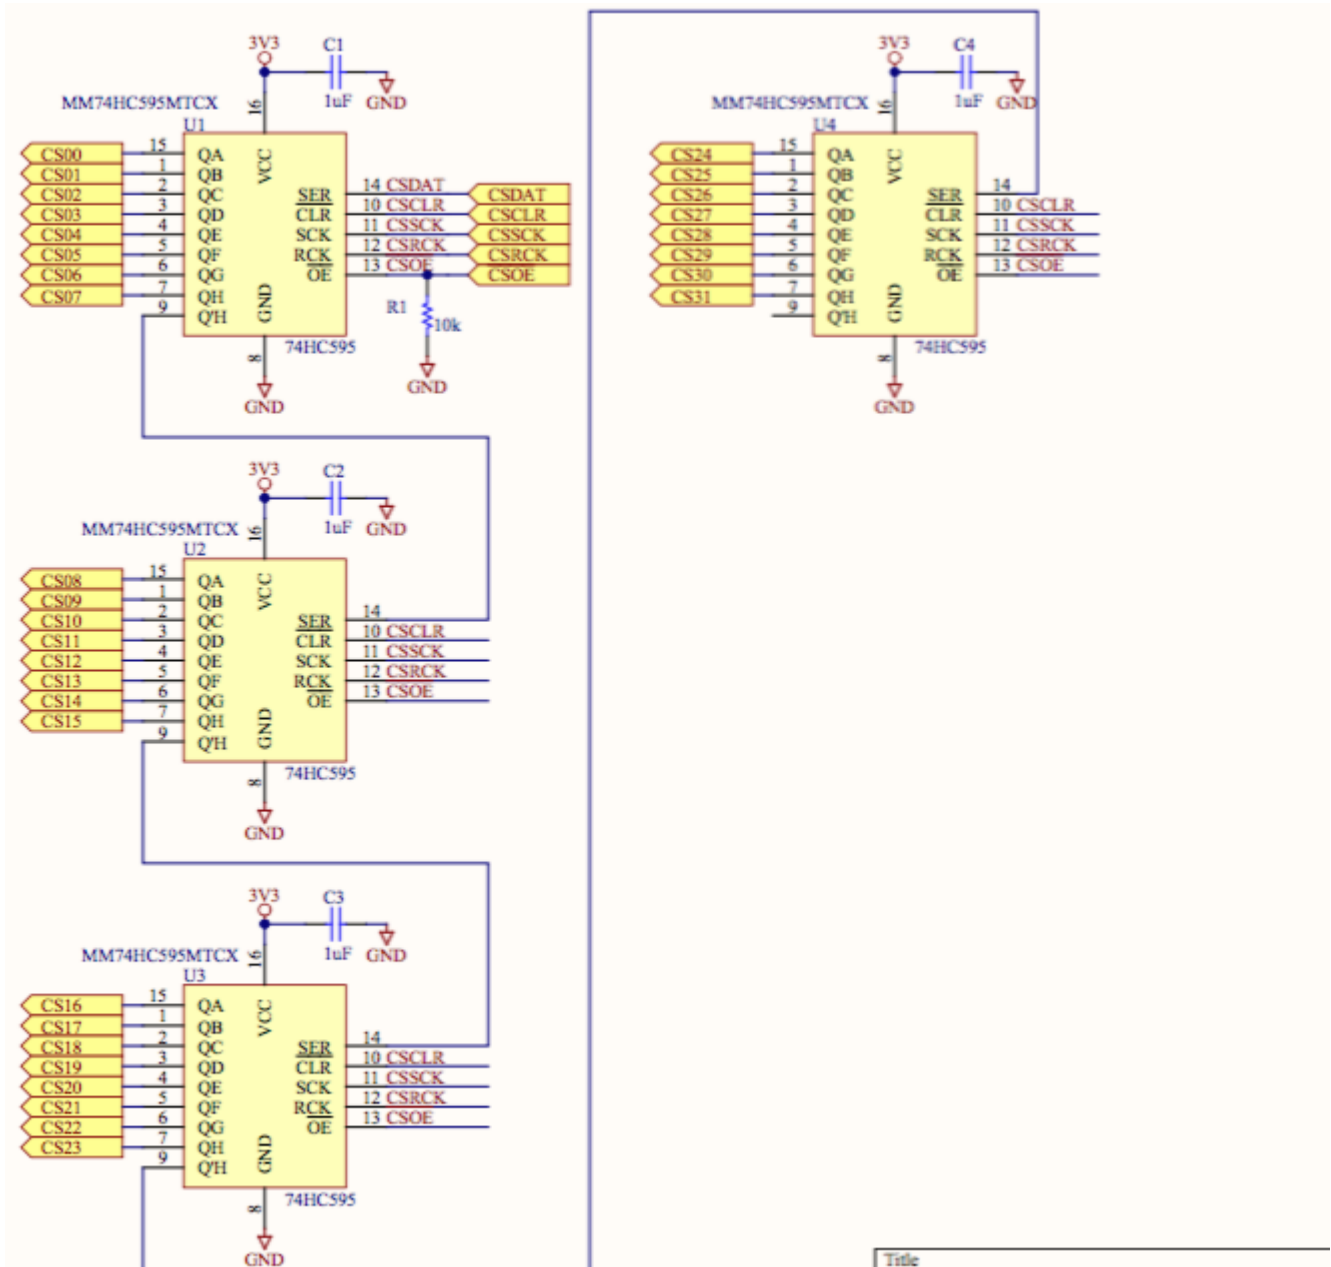 3V3
C1
1uF
GND
MM74HC595MTCX
U1
16
VCC
CS00 15 QA
CS01 1 QB
CS02 2 QC SER 14 CSDAT CSDAT
CS03 3 QD CLR 10 CSCLR CSCLR
CS04 4 QE SCK 11 CSSCK CSSCK
CS05 5 QF RCK 12 CSRCK CSRCK
CS06 6 QG OE 13 CSOE CSOE
CS07 7 QH
9 Q'H
GND
R1
10k
GND
74HC595
8
GND
3V3
C2
1uF
GND
MM74HC595MTCX
U2
16
VCC
CS08 15 QA
CS09 1 QB
CS10 2 QC SER 14
CS11 3 QD CLR 10 CSCLR
CS12 4 QE SCK 11 CSSCK
CS13 5 QF RCK 12 CSRCK
CS14 6 QG OE 13 CSOE
CS15 7 QH
9 Q'H
GND
74HC595
8
GND
3V3
C3
1uF
GND
MM74HC595MTCX
U3
16
VCC
CS16 15 QA
CS17 1 QB
CS18 2 QC SER 14
CS19 3 QD CLR 10 CSCLR
CS20 4 QE SCK 11 CSSCK
CS21 5 QF RCK 12 CSRCK
CS22 6 QG OE 13 CSOE
CS23 7 QH
9 Q'H
GND
74HC595
8
GND
3V3
C4
1uF
GND
MM74HC595MTCX
U4
16
VCC
CS24 15 QA
CS25 1 QB
CS26 2 QC SER 14
CS27 3 QD CLR 10 CSCLR
CS28 4 QE SCK 11 CSSCK
CS29 5 QF RCK 12 CSRCK
CS30 6 QG OE 13 CSOE
CS31 7 QH
9 Q'H
GND
74HC595
8
GND
Title